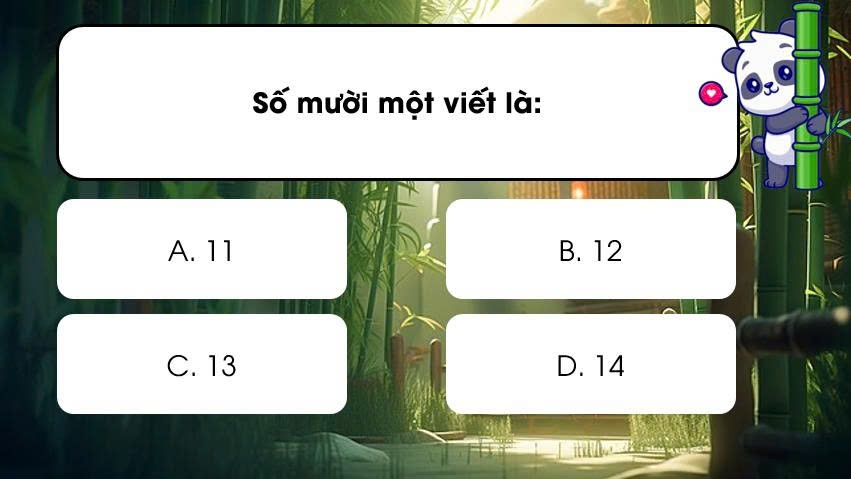 Số mười một viết là:
A. 11
B. 12
C. 13
D. 14